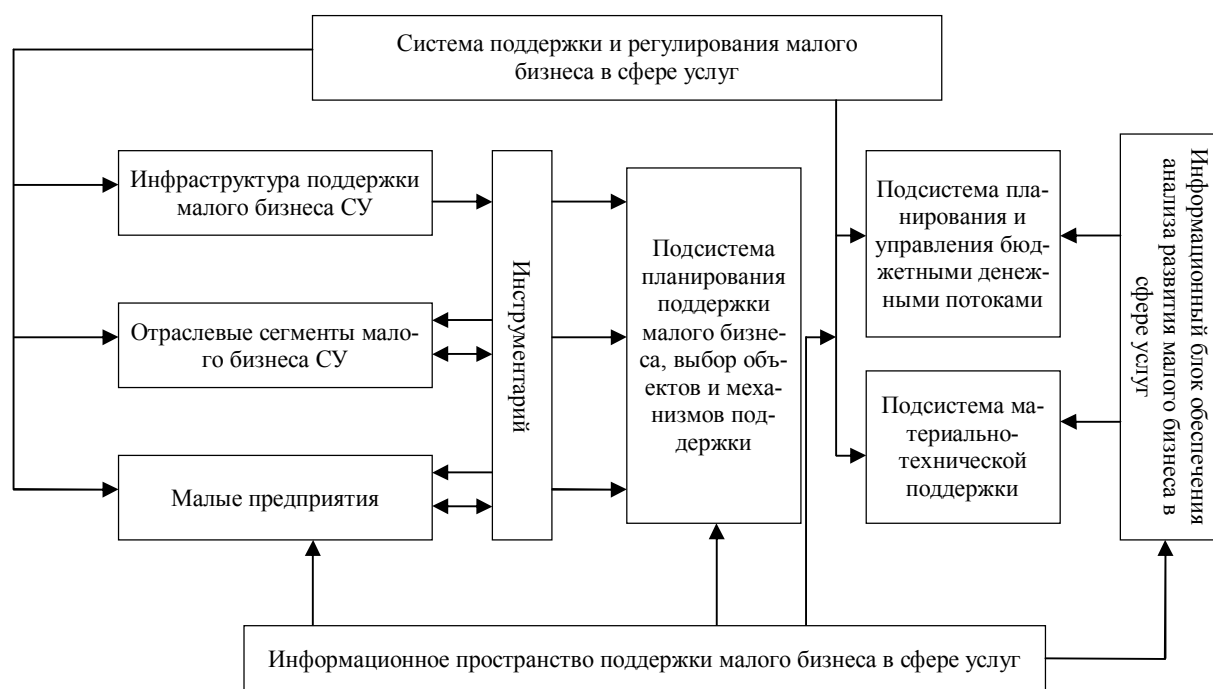 Система поддержки и регулирования малого
бизнеса в сфере услуг
Инфраструктура поддержки
малого бизнеса СУ
Отраслевые сегменты мало-
го бизнеса СУ
Малые предприятия
Инструментарий
Подсистема
планирования
поддержки
малого бизне-
са, выбор объ-
ектов и меха-
низмов под-
держки
Подсистема пла-
нирования и
управления бюд-
жетными денеж-
ными потоками
Подсистема ма-
териально-
технической
поддержки
Информационный блок обеспечения
анализа развития малого бизнеса в
сфере услуг
Информационное пространство поддержки малого бизнеса в сфере услуг